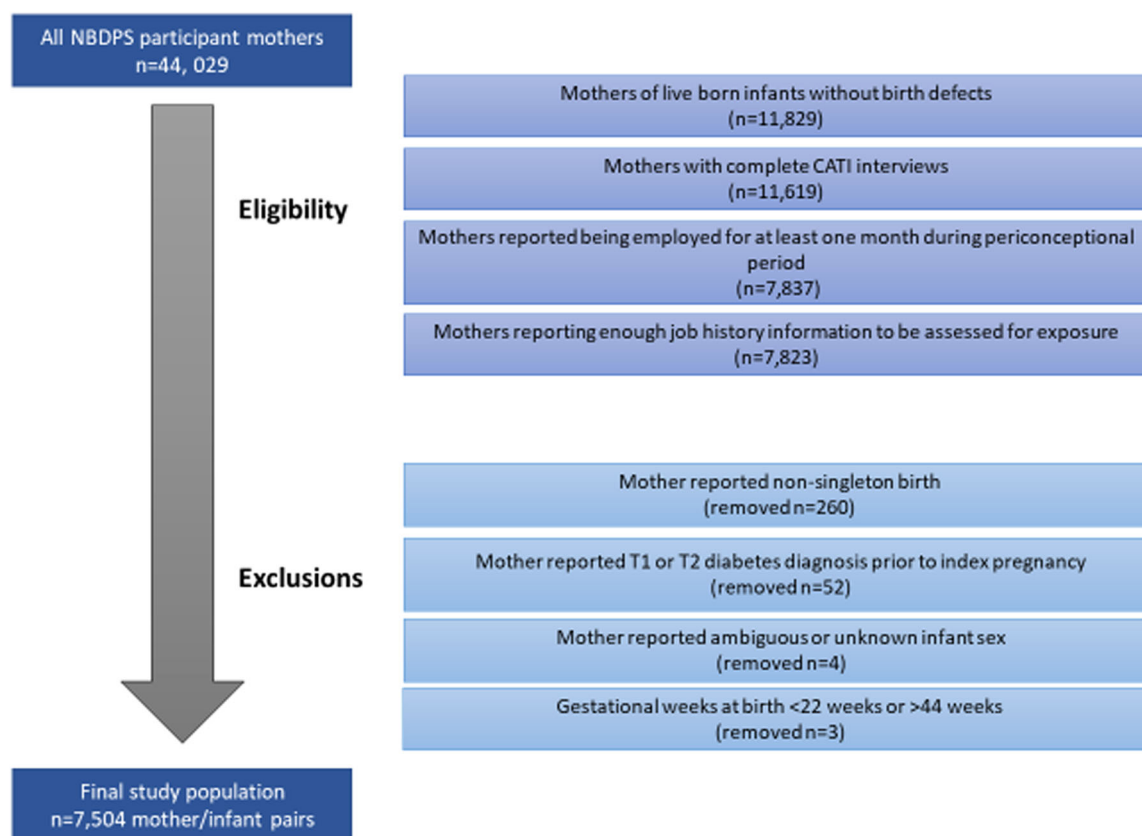 All NBDPS participant mothers
n=44, 029
Mothers of live born infants without birth defects
(n=11,829)
Mothers with complete CATI interviews
(n=11,619)
Eligibility
Mothers reported being employed for at least one month during periconceptional
period
(n=7,837)
Mothers reporting enough job history information to be assessed for exposure
(n=7,823)
Mother reported non-singleton birth
(removed n=260)
Mother reported T1 or T2 diabetes diagnosis prior to index pregnancy
(removed n=52)
Exclusions
Mother reported ambiguous or unknown infant sex
(removed n=4)
Gestational weeks at birth <22 weeks or >44 weeks
(removed n=3)
Final study population
n=7,504 mother/infant pairs